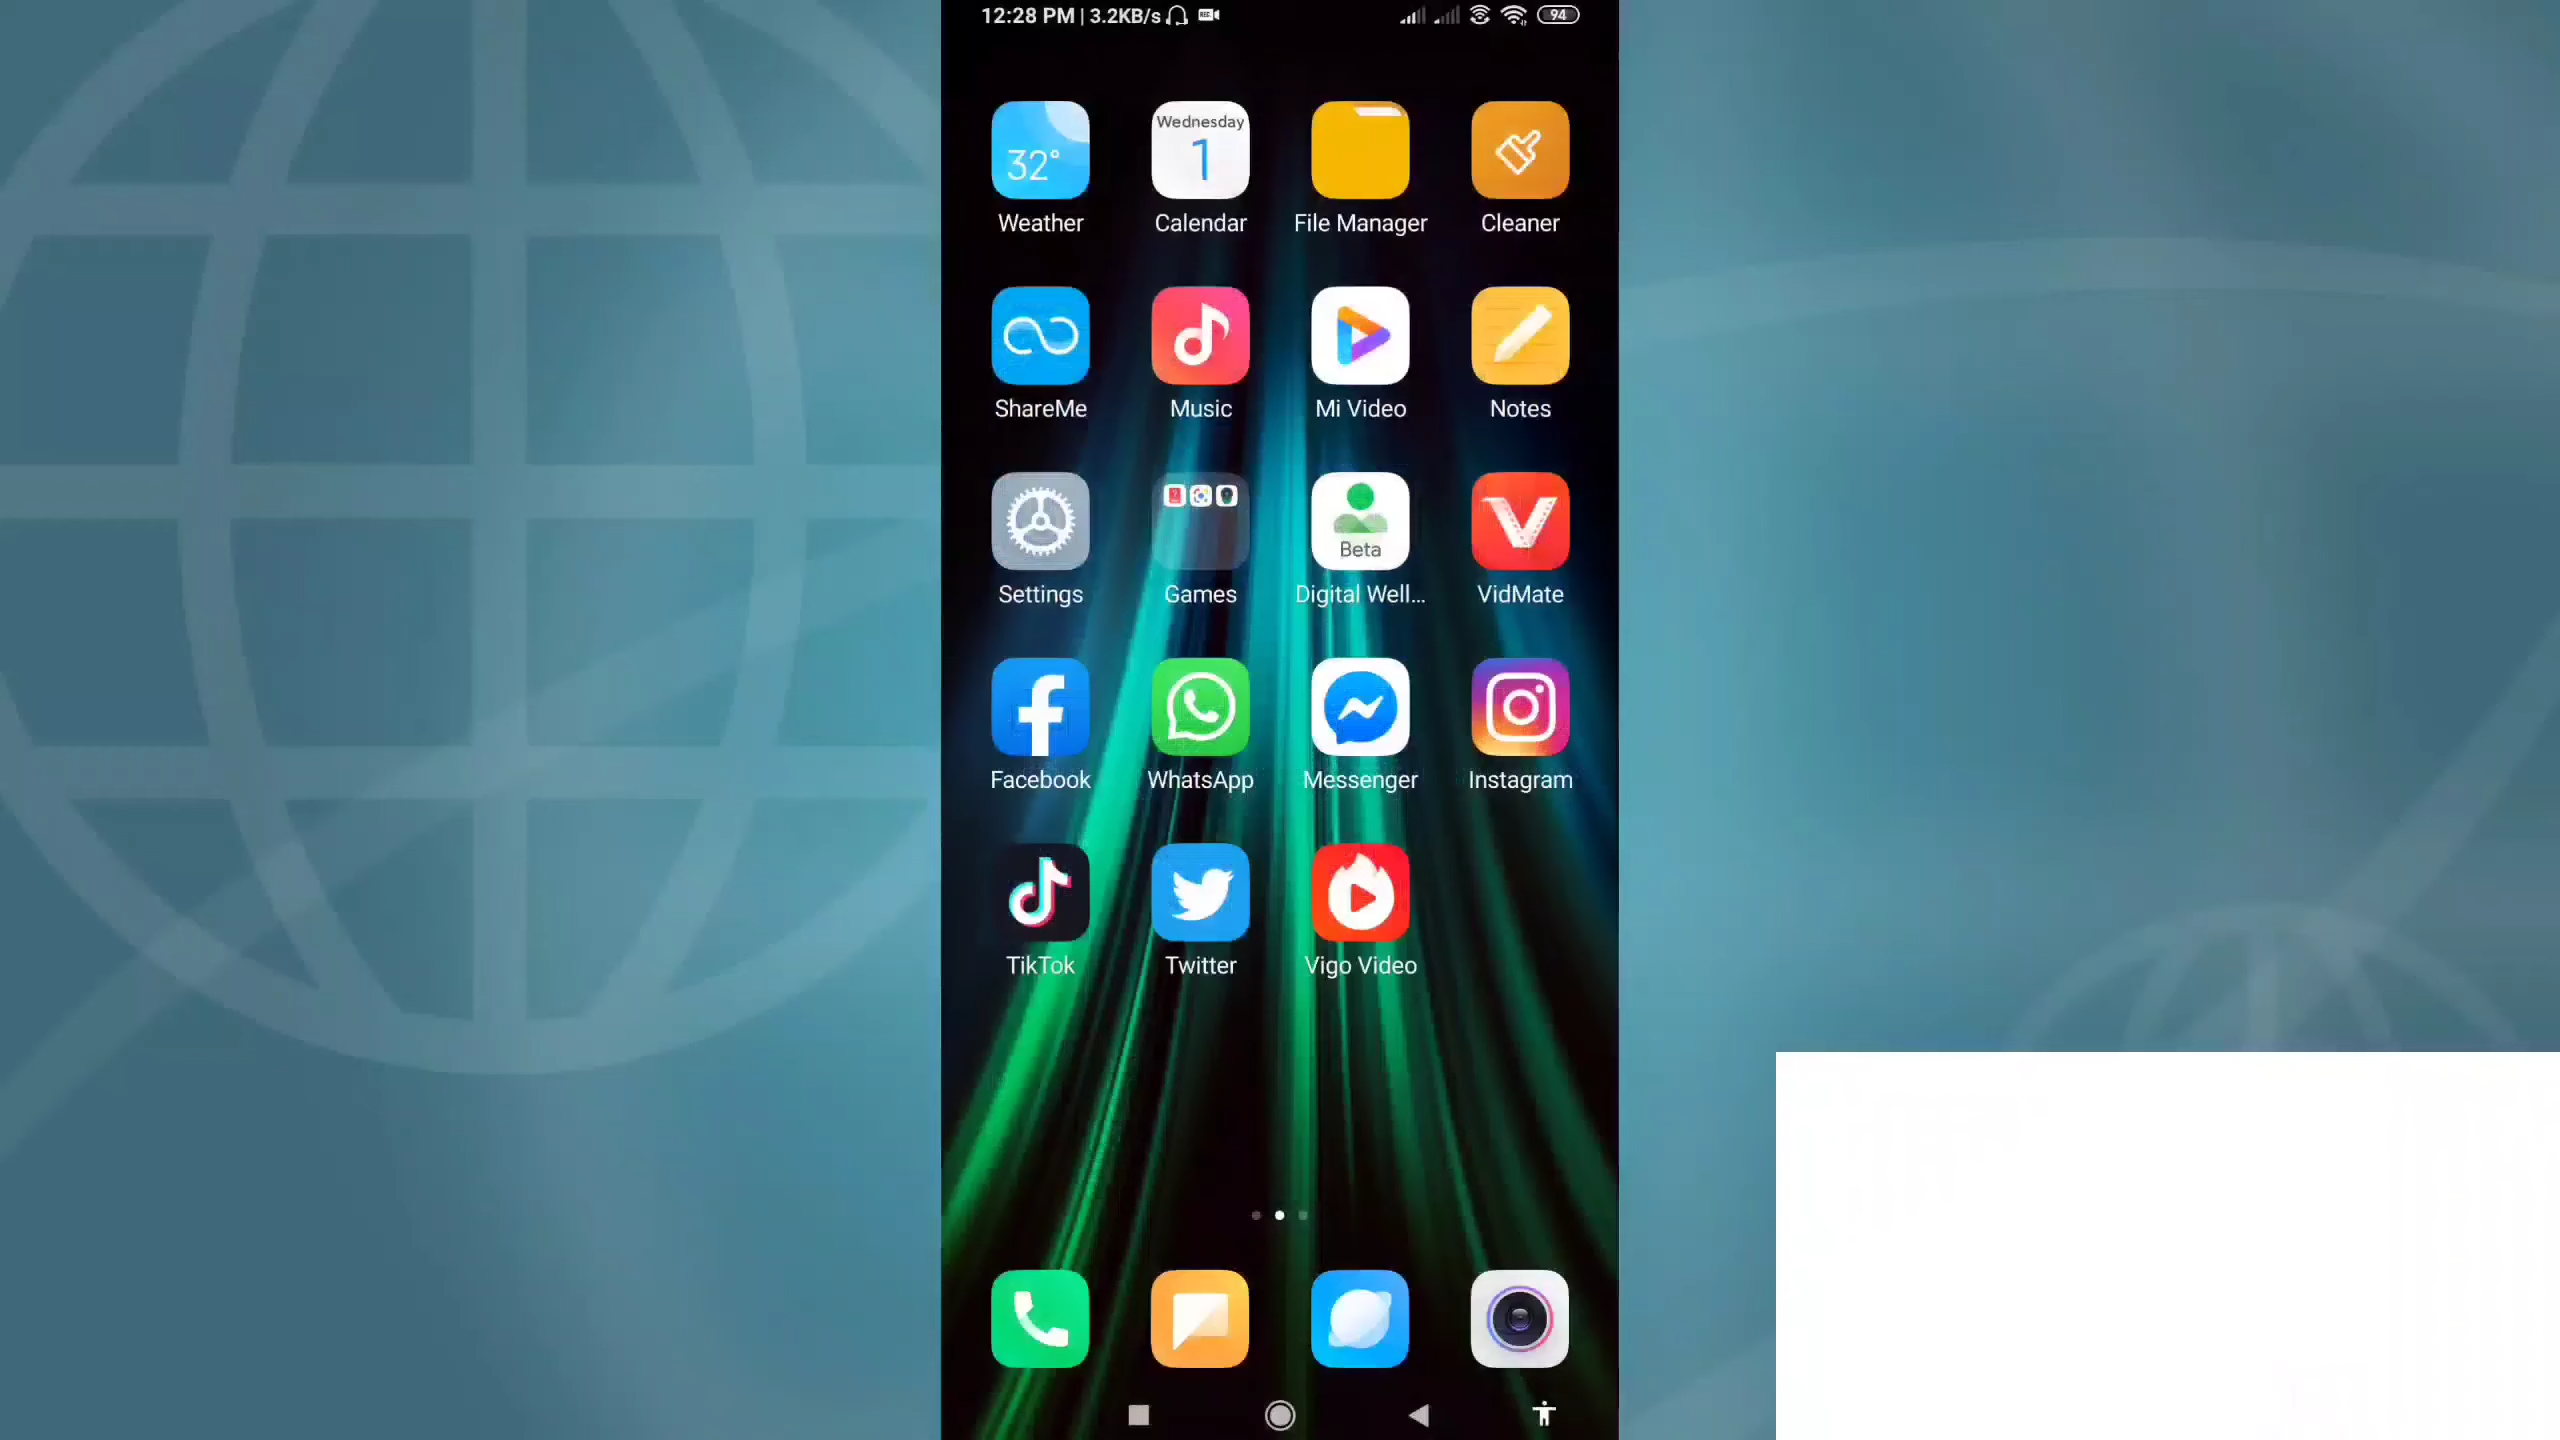 12:28 PM | 3.2KB/s REC 94
32° Wednesday
1
Weather Calendar File Manager Cleaner
ShareMe Music Mi Video Notes
Beta
Settings Games Digital Well... VidMate
Facebook WhatsApp Messenger Instagram
TikTok Twitter Vigo Video